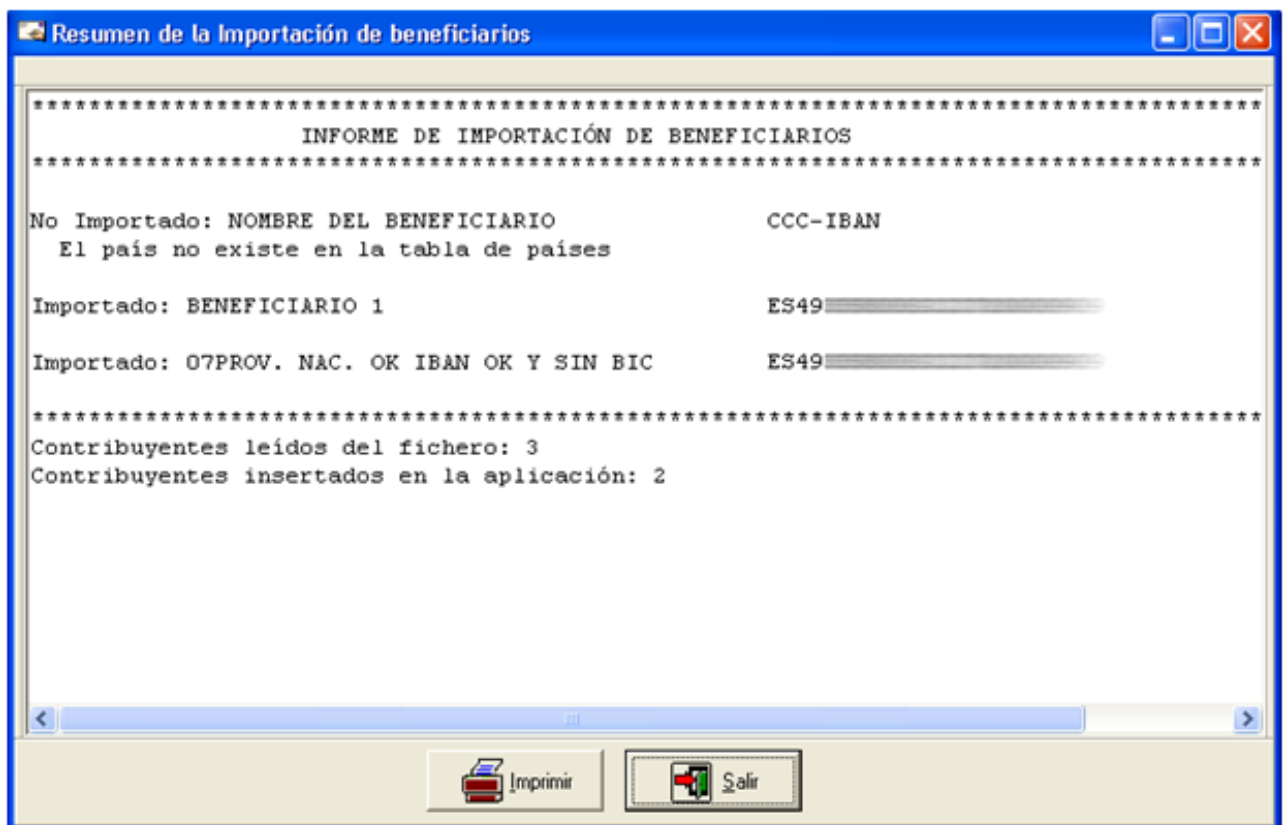 Resumen de la Importación de beneficiarios
***************************************************************************************
INFORME DE IMPORTACIÓN DE BENEFICIARIOS
***************************************************************************************
No Importado: NOMBRE DEL BENEFICIARIO CCC-IBAN
El país no existe en la tabla de países
Importado: BENEFICIARIO 1 ES49
Importado: 07PROV. NAC. OK IBAN OK Y SIN BIC ES49
***************************************************************************************
Contribuyentes leídos del fichero: 3
Contribuyentes insertados en la aplicación: 2
Imprimir Salir